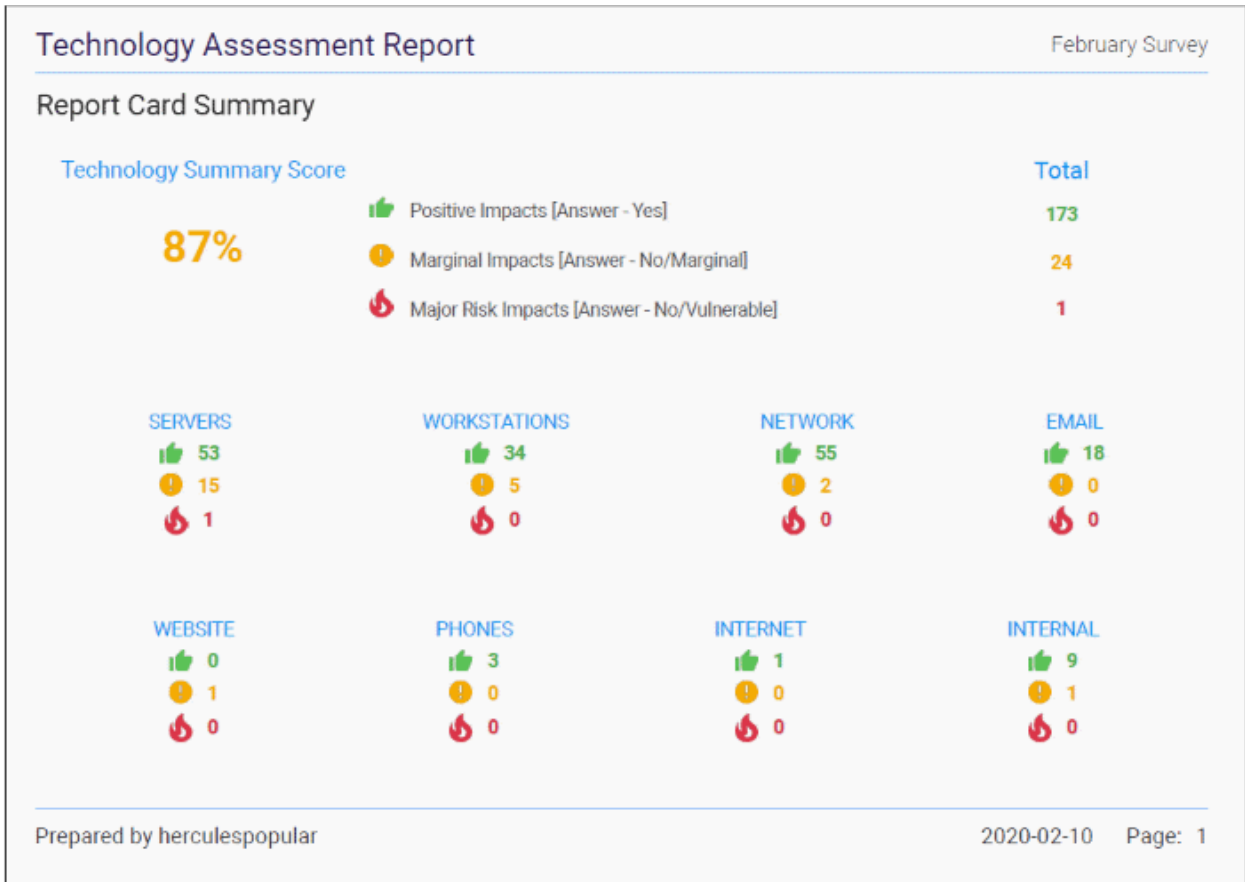 Technology Assessment Report February Survey
Report Card Summary
Technology Summary Score Total
Positive Impacts [Answer - Yes] 173
87%
Marginal Impacts [Answer - No/Marginal] 24
Major Risk Impacts [Answer - No/Vulnerable] 1
SERVERS WORKSTATIONS NETWORK EMAIL
53 34 55 18
15 5 2 0
1 0 0 0
WEBSITE PHONES INTERNET INTERNAL
0 3 1 9
1 0 0 1
0 0 0 0
Prepared by herculespopular 2020-02-10 Page: 1